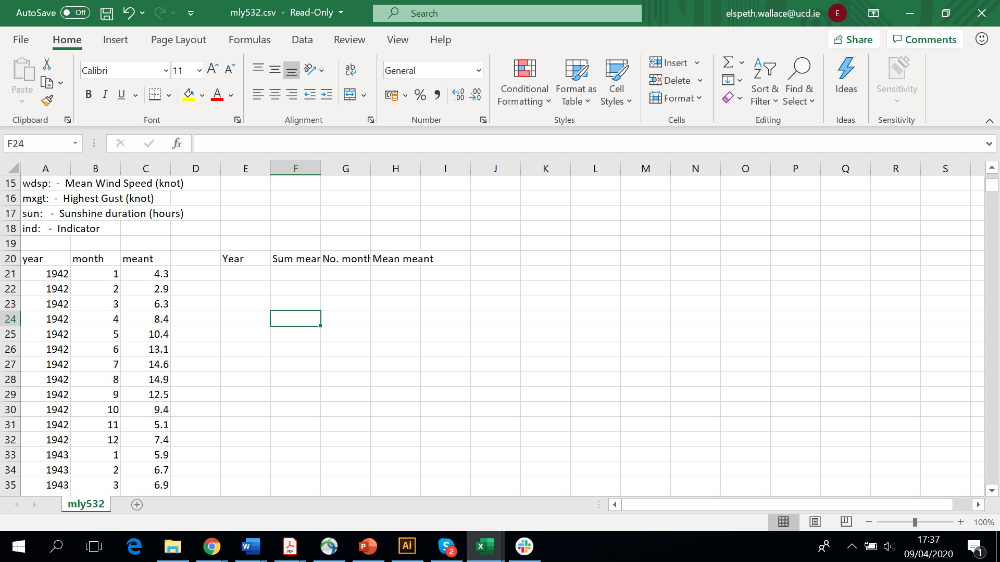 AutoSave Off mly532.csv - Read-Only Search elspeth.wallace@ucd.ie E
File Home Insert Page Layout Formulas Data Review View Help Share Comments
Paste Calibri 11 General Conditional Formatting Format as Table Cell Styles Insert Delete Format Sort & Filter Find & Select Ideas Sensitivity
Clipboard Font Alignment Number Styles Cells Editing Ideas Sensitivity
F24 fx
A B C D E F G H I J K L M N O P Q R S
15 wdsp: - Mean Wind Speed (knot)
16 mxgt: - Highest Gust (knot)
17 sun: - Sunshine duration (hours)
18 ind: - Indicator
19
20 year month meant Year Sum mear No. month Mean meant
21 1942 1 4.3
22 1942 2 2.9
23 1942 3 6.3
24 1942 4 8.4
25 1942 5 10.4
26 1942 6 13.1
27 1942 7 14.6
28 1942 8 14.9
29 1942 9 12.5
30 1942 10 9.4
31 1942 11 5.1
32 1942 12 7.4
33 1943 1 5.9
34 1943 2 6.7
35 1943 3 6.9
mly532
100%
17:37
09/04/2020